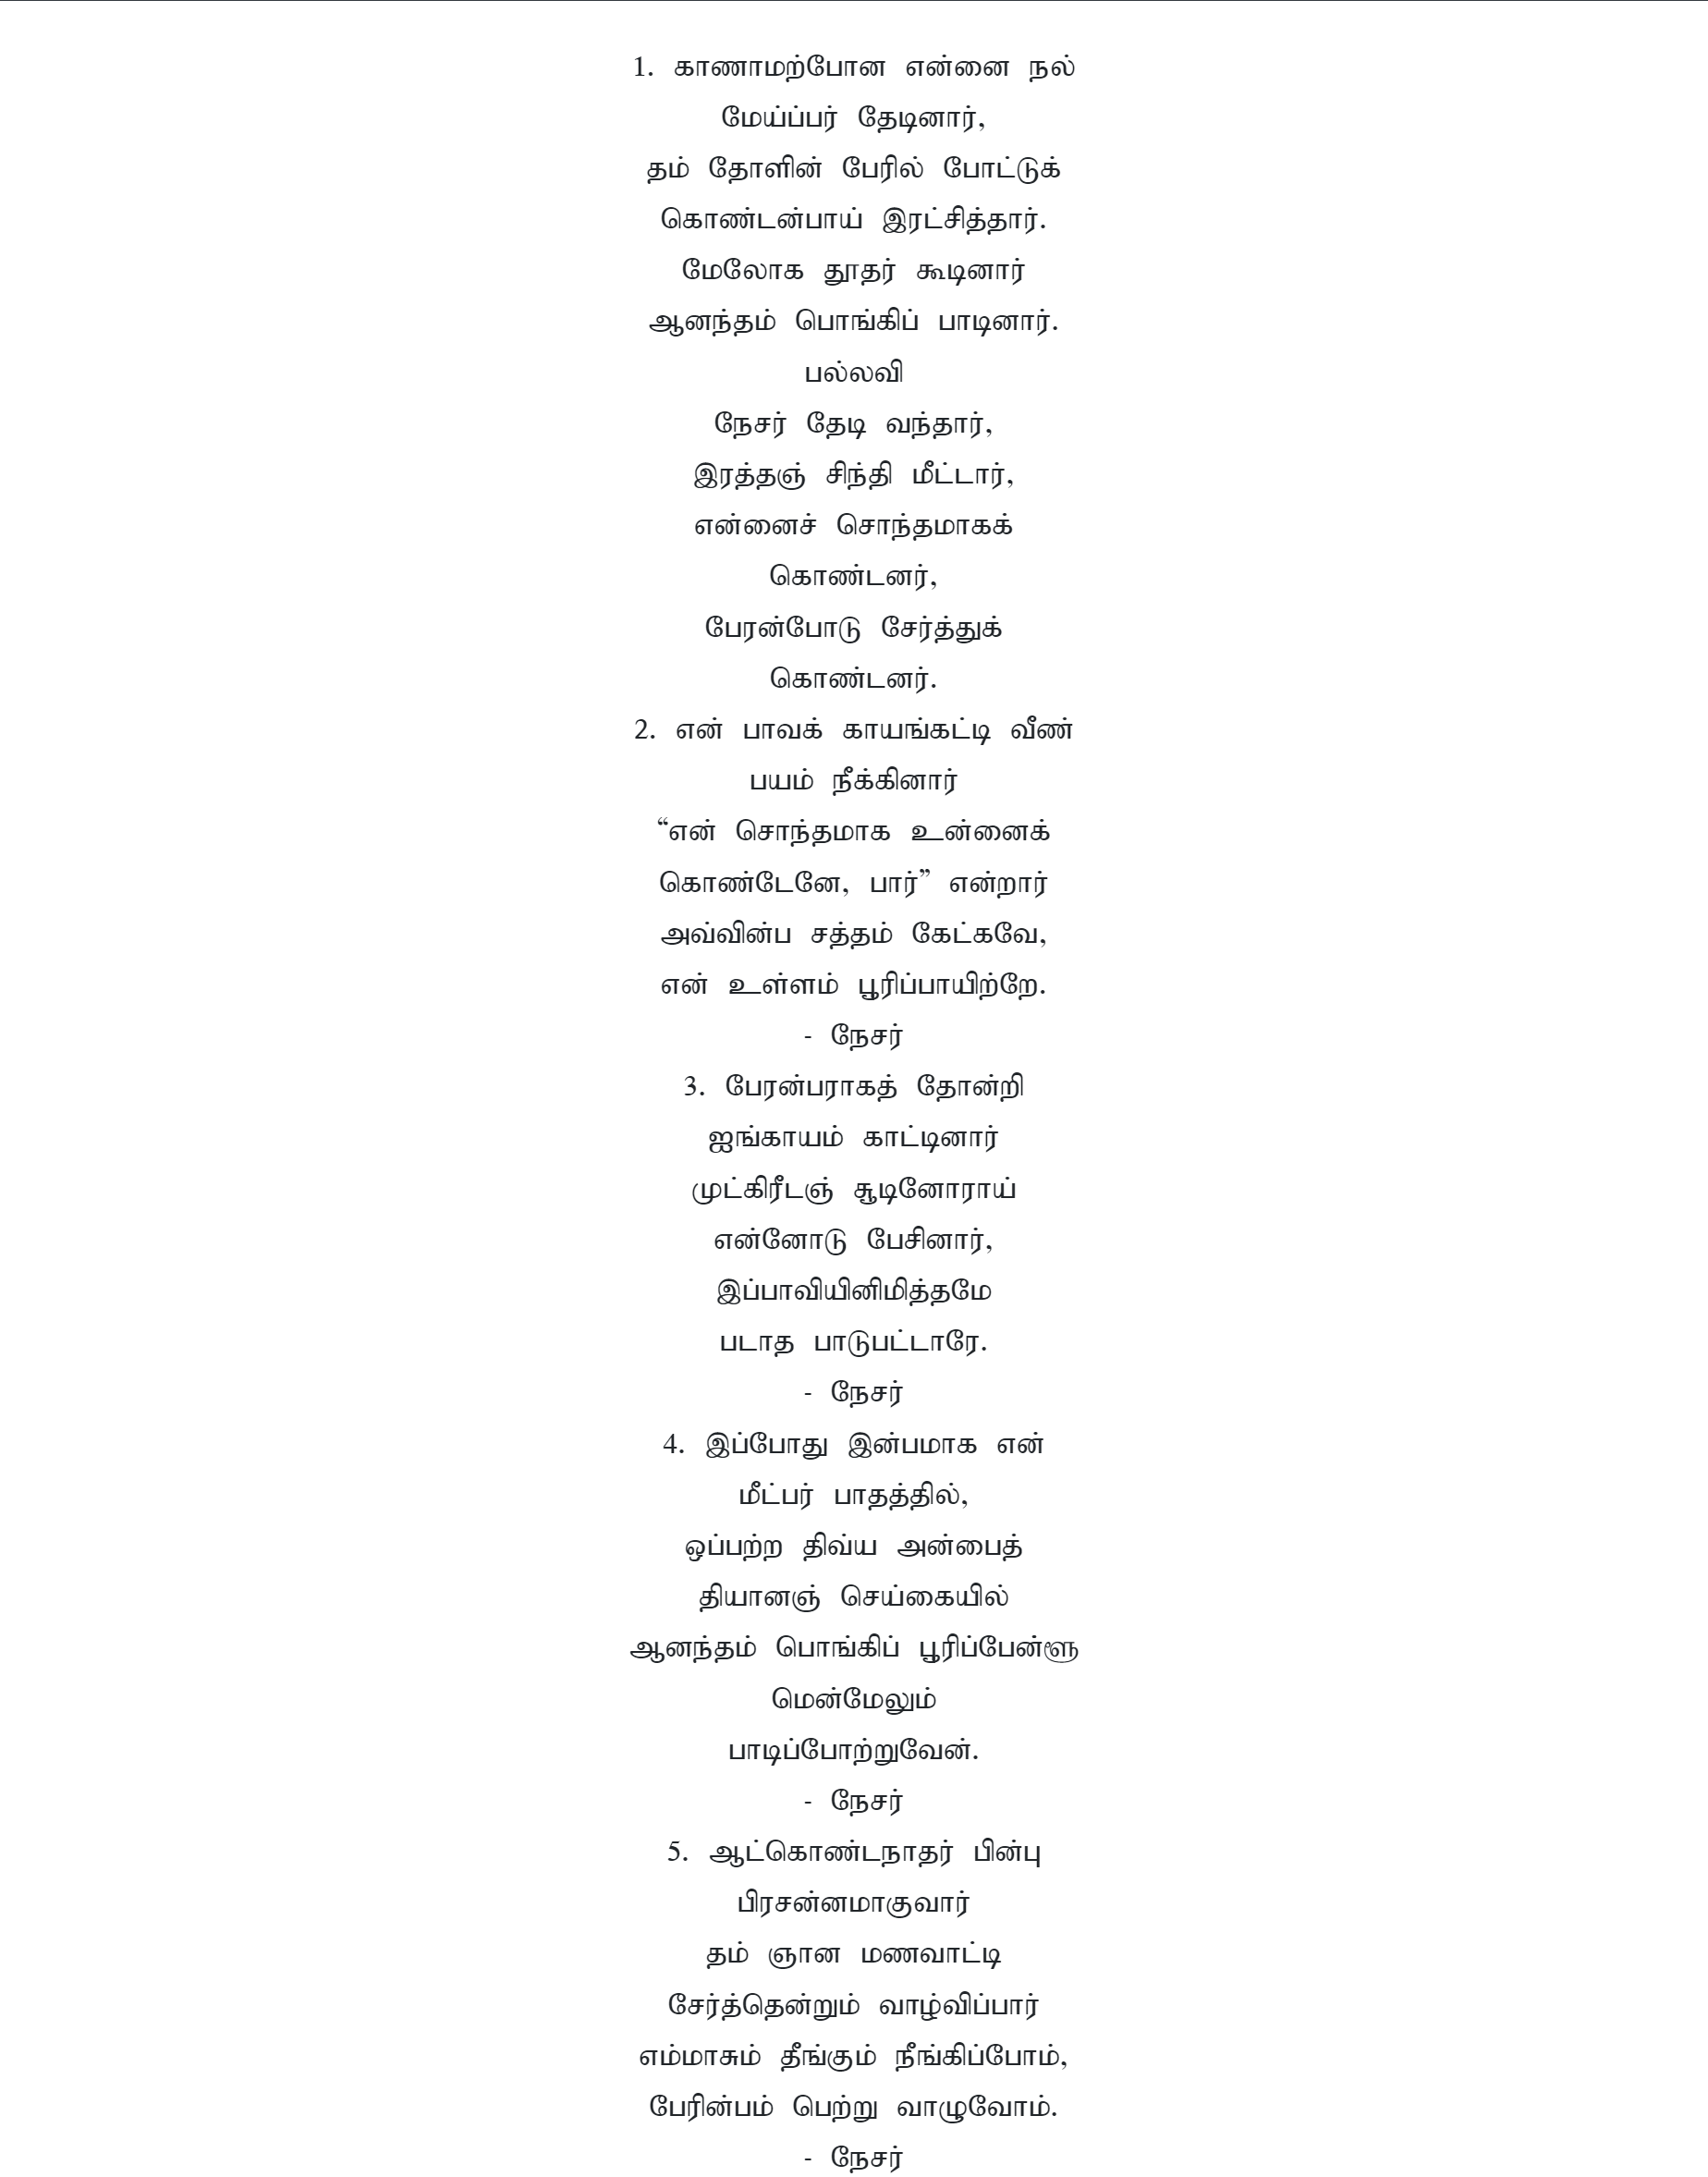 1. காணாமற்போன என்னை நல்
மேய்ப்பர் தேடினார்,
தம் தோளின் பேரில் போட்டுக்
கொண்டன்பாய் இரட்சித்தார்.
மேலோக தூதர் கூடினார்
ஆனந்தம் பொங்கிப் பாடினார்.
பல்லவி
நேசர் தேடி வந்தார்,
இரத்தஞ் சிந்தி மீட்டார்,
என்னைச் சொந்தமாகக்
கொண்டனர்,
பேரன்போடு சேர்த்துக்
கொண்டனர்.
2. என் பாவக் காயங்கட்டி வீண்
பயம் நீக்கினார்
“என் சொந்தமாக உன்னைக்
கொண்டேனே, பார்” என்றார்
அவ்வின்ப சத்தம் கேட்கவே,
என் உள்ளம் பூரிப்பாயிற்றே.
- நேசர்
3. பேரன்பராகத் தோன்றி
ஐங்காயம் காட்டினார்
முட்கிரீடஞ் சூடினோராய்
என்னோடு பேசினார்,
இப்பாவியினிமித்தமே
படாத பாடுபட்டாரே.
- நேசர்
4. இப்போது இன்பமாக என்
மீட்பர் பாதத்தில்,
ஒப்பற்ற திவ்ய அன்பைத்
தியானஞ் செய்கையில்
ஆனந்தம் பொங்கிப் பூரிப்பேன்ளூ
மென்மேலும்
பாடிப்போற்றுவேன்.
- நேசர்
5. ஆட்கொண்டநாதர் பின்பு
பிரசன்னமாகுவார்
தம் ஞான மணவாட்டி
சேர்த்தென்றும் வாழ்விப்பார்
எம்மாசும் தீங்கும் நீங்கிப்போம்,
பேரின்பம் பெற்று வாழுவோம்.
- நேசர்